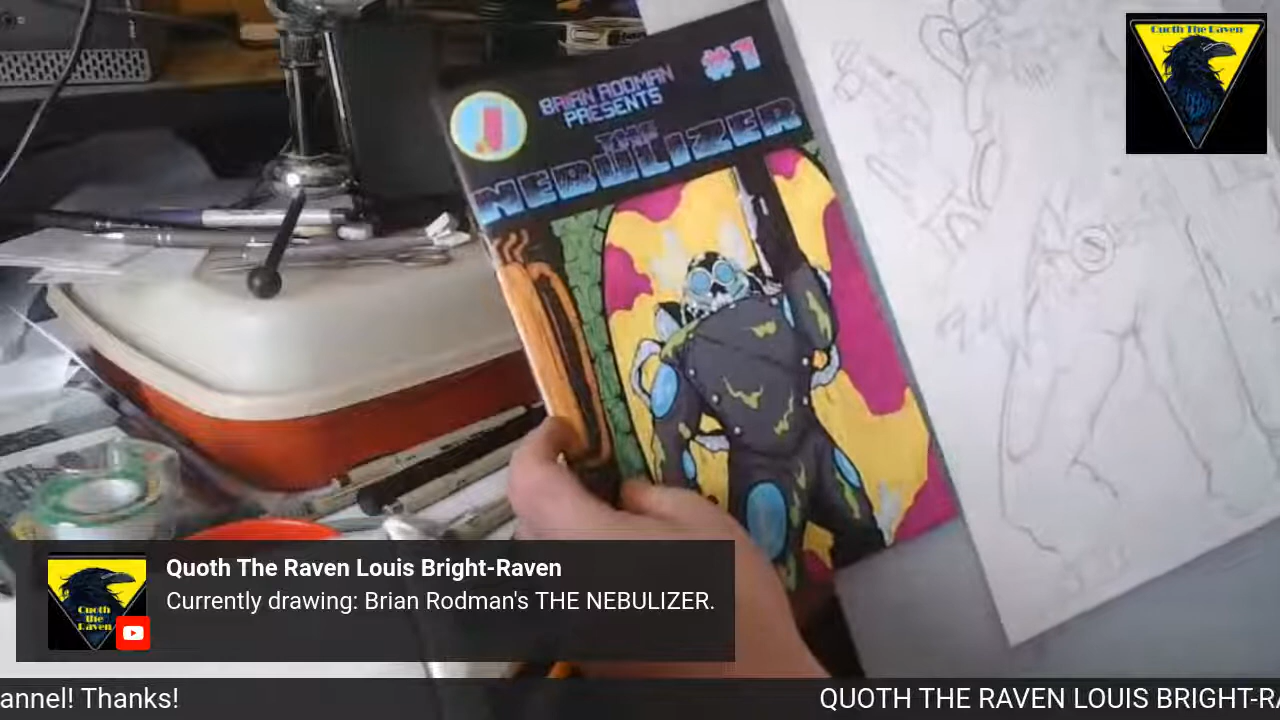 Quoth The Raven
BRIAN RODMAN
PRESENTS
#1
THE
NEBULIZER
Quoth The Raven Louis Bright-Raven
Currently drawing: Brian Rodman's THE NEBULIZER.
Quoth
the
Raven
annel! Thanks!
QUOTH THE RAVEN LOUIS BRIGHT-RA